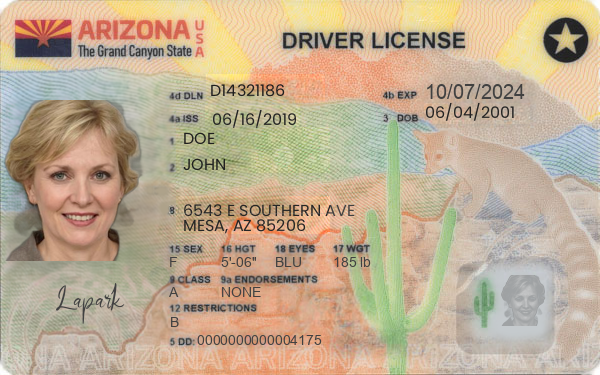 ARIZONA USA
The Grand Canyon State
DRIVER LICENSE
4d DLN D14321186
4b EXP 10/07/2024
4a ISS 06/16/2019
3 DOB 06/04/2001
1 DOE
2 JOHN
8 6543 E SOUTHERN AVE
MESA, AZ 85206
15 SEX 16 HGT 18 EYES 17 WGT
F 5'-06" BLU 185 lb
9 CLASS 9a ENDORSEMENTS
A NONE
12 RESTRICTIONS
B
Lapark
5 DD: 0000000000004175
ONA ARIZONA ARIZONA ARIZONA ARIZONA ARIZ